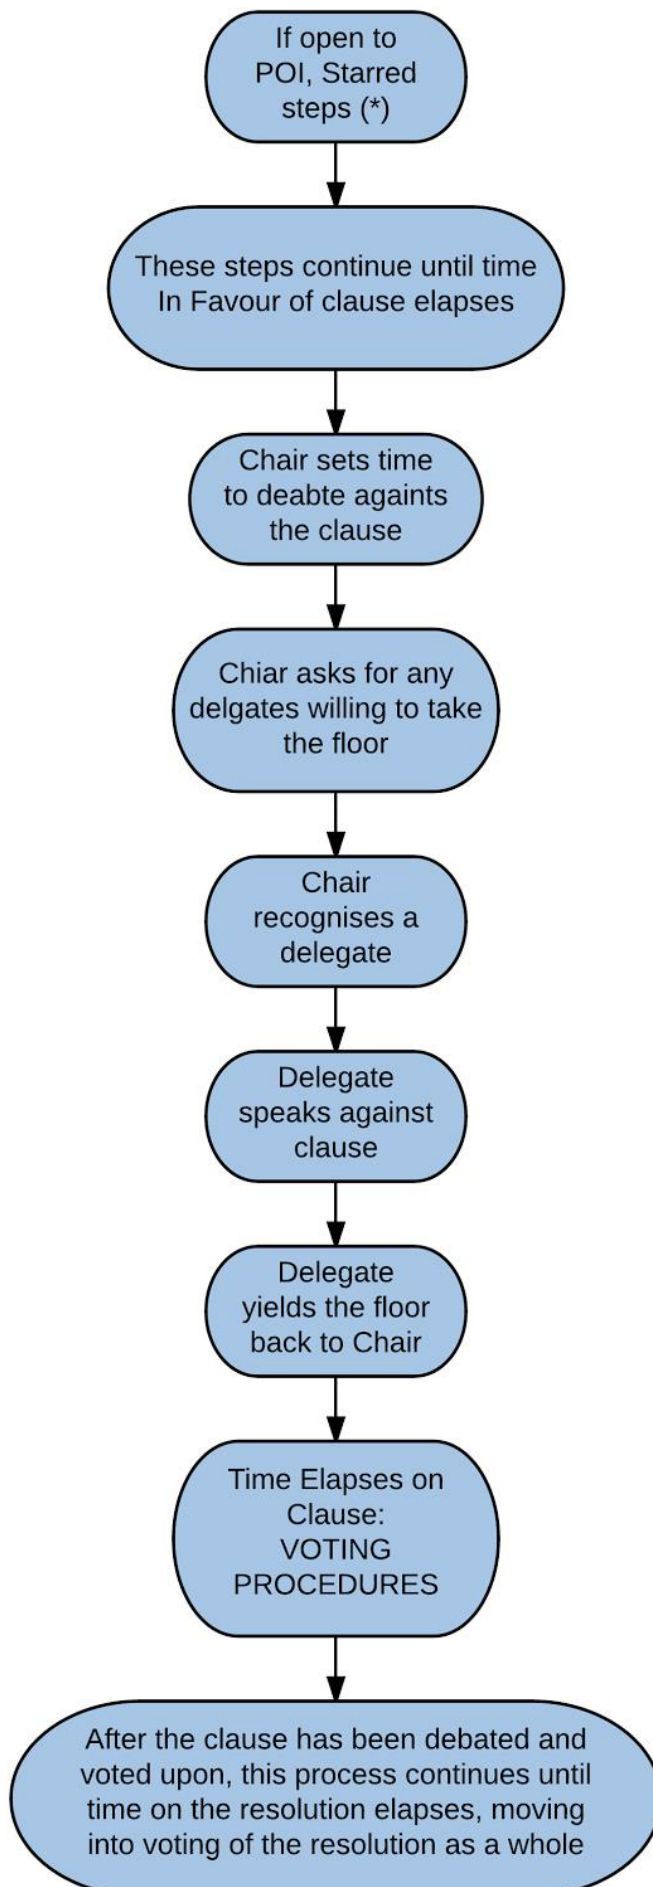 If open to
POI, Starred
steps (*)
These steps continue until time
In Favour of clause elapses
Chair sets time
to deabte againts
the clause
Chiar asks for any
delgates willing to take
the floor
Chair
recognises a
delegate
Delegate
speaks against
clause
Delegate
yields the floor
back to Chair
Time Elapses on
Clause:
VOTING
PROCEDURES
After the clause has been debated and
voted upon, this process continues until
time on the resolution elapses, moving
into voting of the resolution as a whole